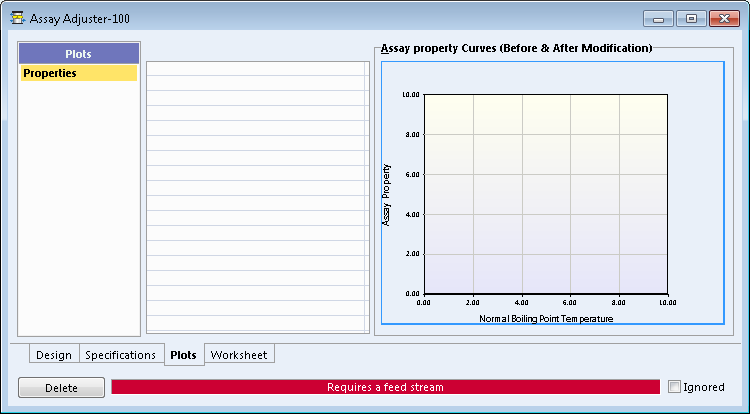 Assay Adjuster-100
Plots
Properties
Assay property Curves (Before & After Modification)
10.00
8.00
6.00
4.00
2.00
0.00
Assay Property
0.00 2.00 4.00 6.00 8.00 10.00
Normal Boiling Point Temperature
Design Specifications Plots Worksheet
Delete Requires a feed stream Ignored